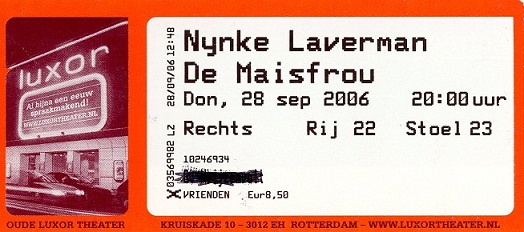 luxor
Al bijna een eeuw
spraakmakend!
WWW.LUXORTHEATER.NL
OUDE LUXOR THEATER
28/09/06 12:48
03569982 LZ
Nynke Laverman
De Maisfrou
Don, 28 sep 2006 20:00 uur
Rechts Rij 22 Stoel 23
10246934
VRIENDEN Eur8,50
KRUISKADE 10 – 3012 EH ROTTERDAM – WWW.LUXORTHEATER.NL